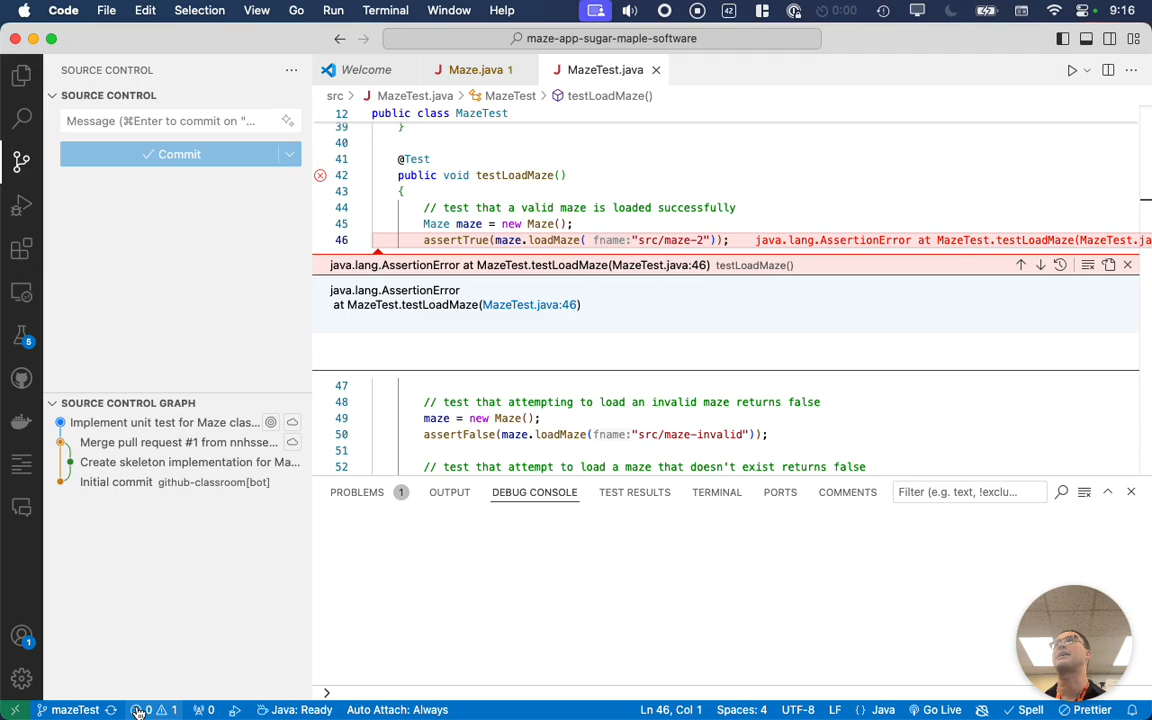 Code File Edit Selection View Go Run Terminal Window Help 42 0:00 9:16
maze-app-sugar-maple-software
SOURCE CONTROL
Welcome Maze.java 1 MazeTest.java
SOURCE CONTROL
src MazeTest.java MazeTest testLoadMaze()
Message (⌘Enter to commit on "...
Commit
12 public class MazeTest
39 }
40
41 @Test
42 public void testLoadMaze()
43 {
44 // test that a valid maze is loaded successfully
45 Maze maze = new Maze();
46 assertTrue(maze.loadMaze( fname:"src/maze-2")); java.lang.AssertionError at MazeTest.testLoadMaze(MazeTest.ja
java.lang.AssertionError at MazeTest.testLoadMaze(MazeTest.java:46) testLoadMaze()
java.lang.AssertionError
at MazeTest.testLoadMaze(MazeTest.java:46)
47
48 // test that attempting to load an invalid maze returns false
49 maze = new Maze();
50 assertFalse(maze.loadMaze(fname:"src/maze-invalid"));
51
52 // test that attempt to load a maze that doesn't exist returns false
5
SOURCE CONTROL GRAPH
Implement unit test for Maze clas...
Merge pull request #1 from nnhsse...
Create skeleton implementation for Ma...
Initial commit github-classroom[bot]
PROBLEMS 1 OUTPUT DEBUG CONSOLE TEST RESULTS TERMINAL PORTS COMMENTS Filter (e.g. text, !exclu...
1
mazeTest 0 1 0 Java: Ready Auto Attach: Always Ln 46, Col 1 Spaces: 4 UTF-8 LF {} Java Go Live Spell Prettier